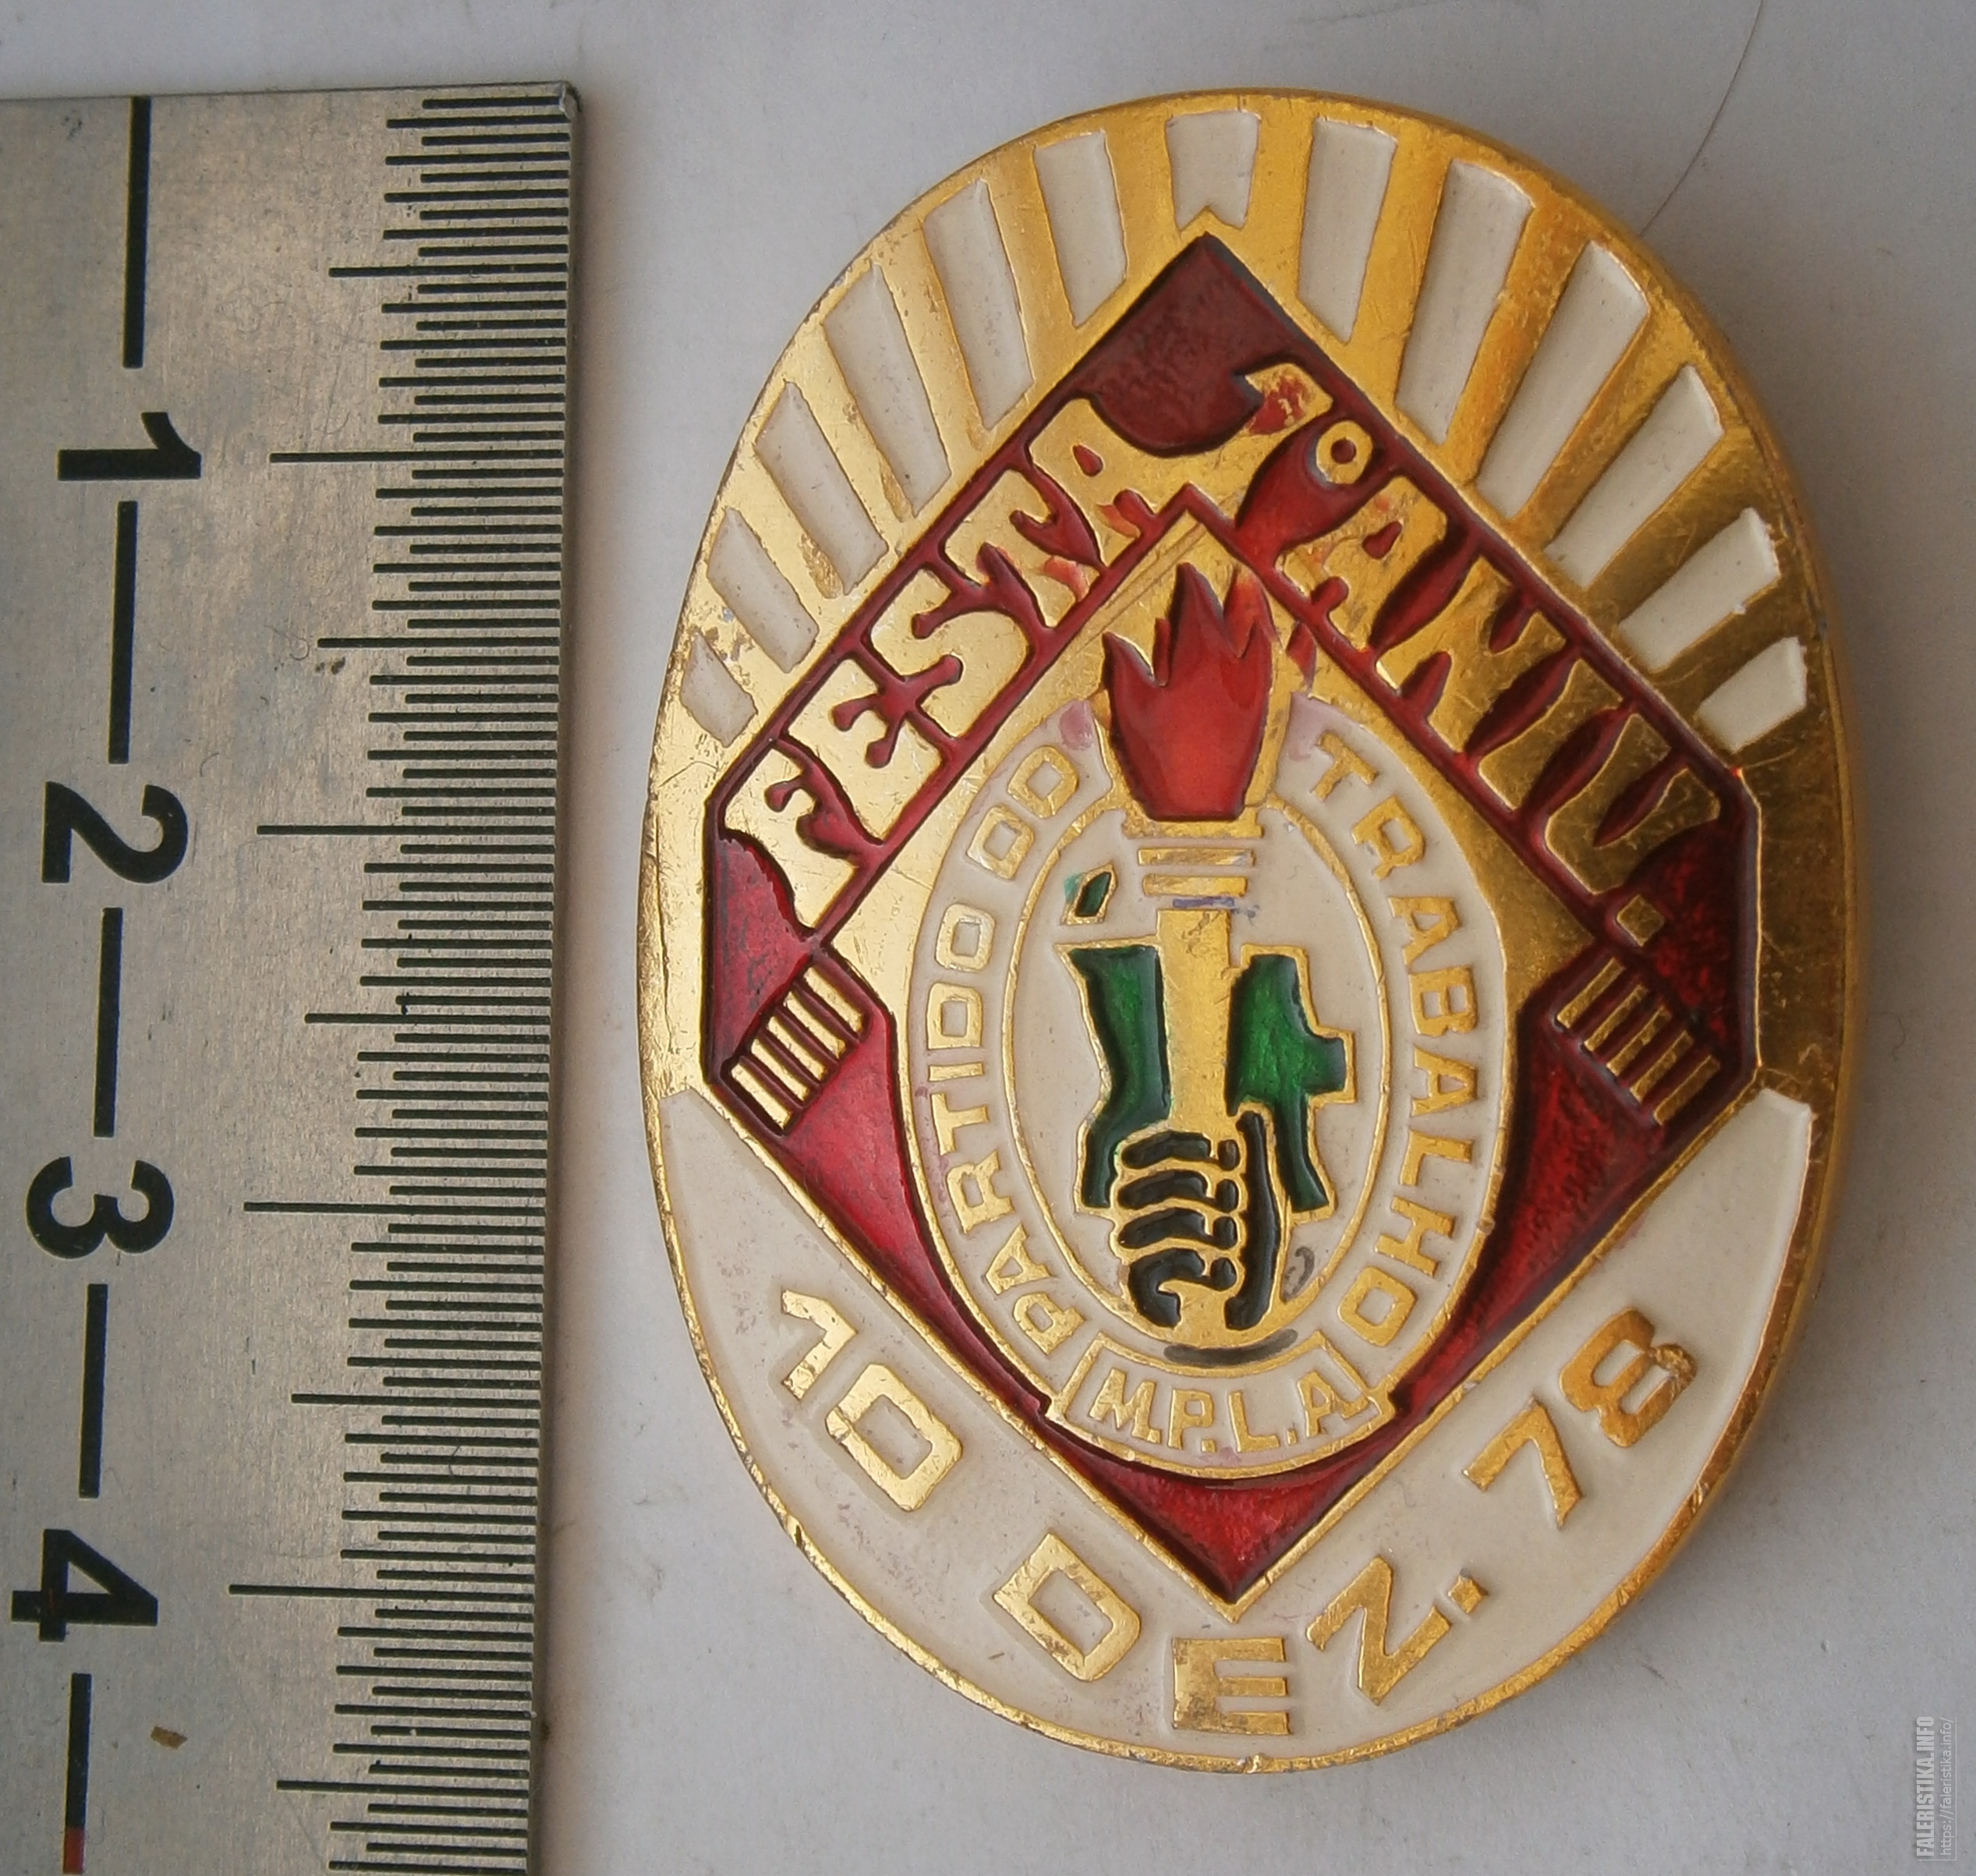 FESTA 1º ANIV.
PARTIDO DO TRABALHO
M.P.L.A.
10 DEZ. 78
1
2
3
4
FALERISTIKA.INFO
https://faleristika.info/